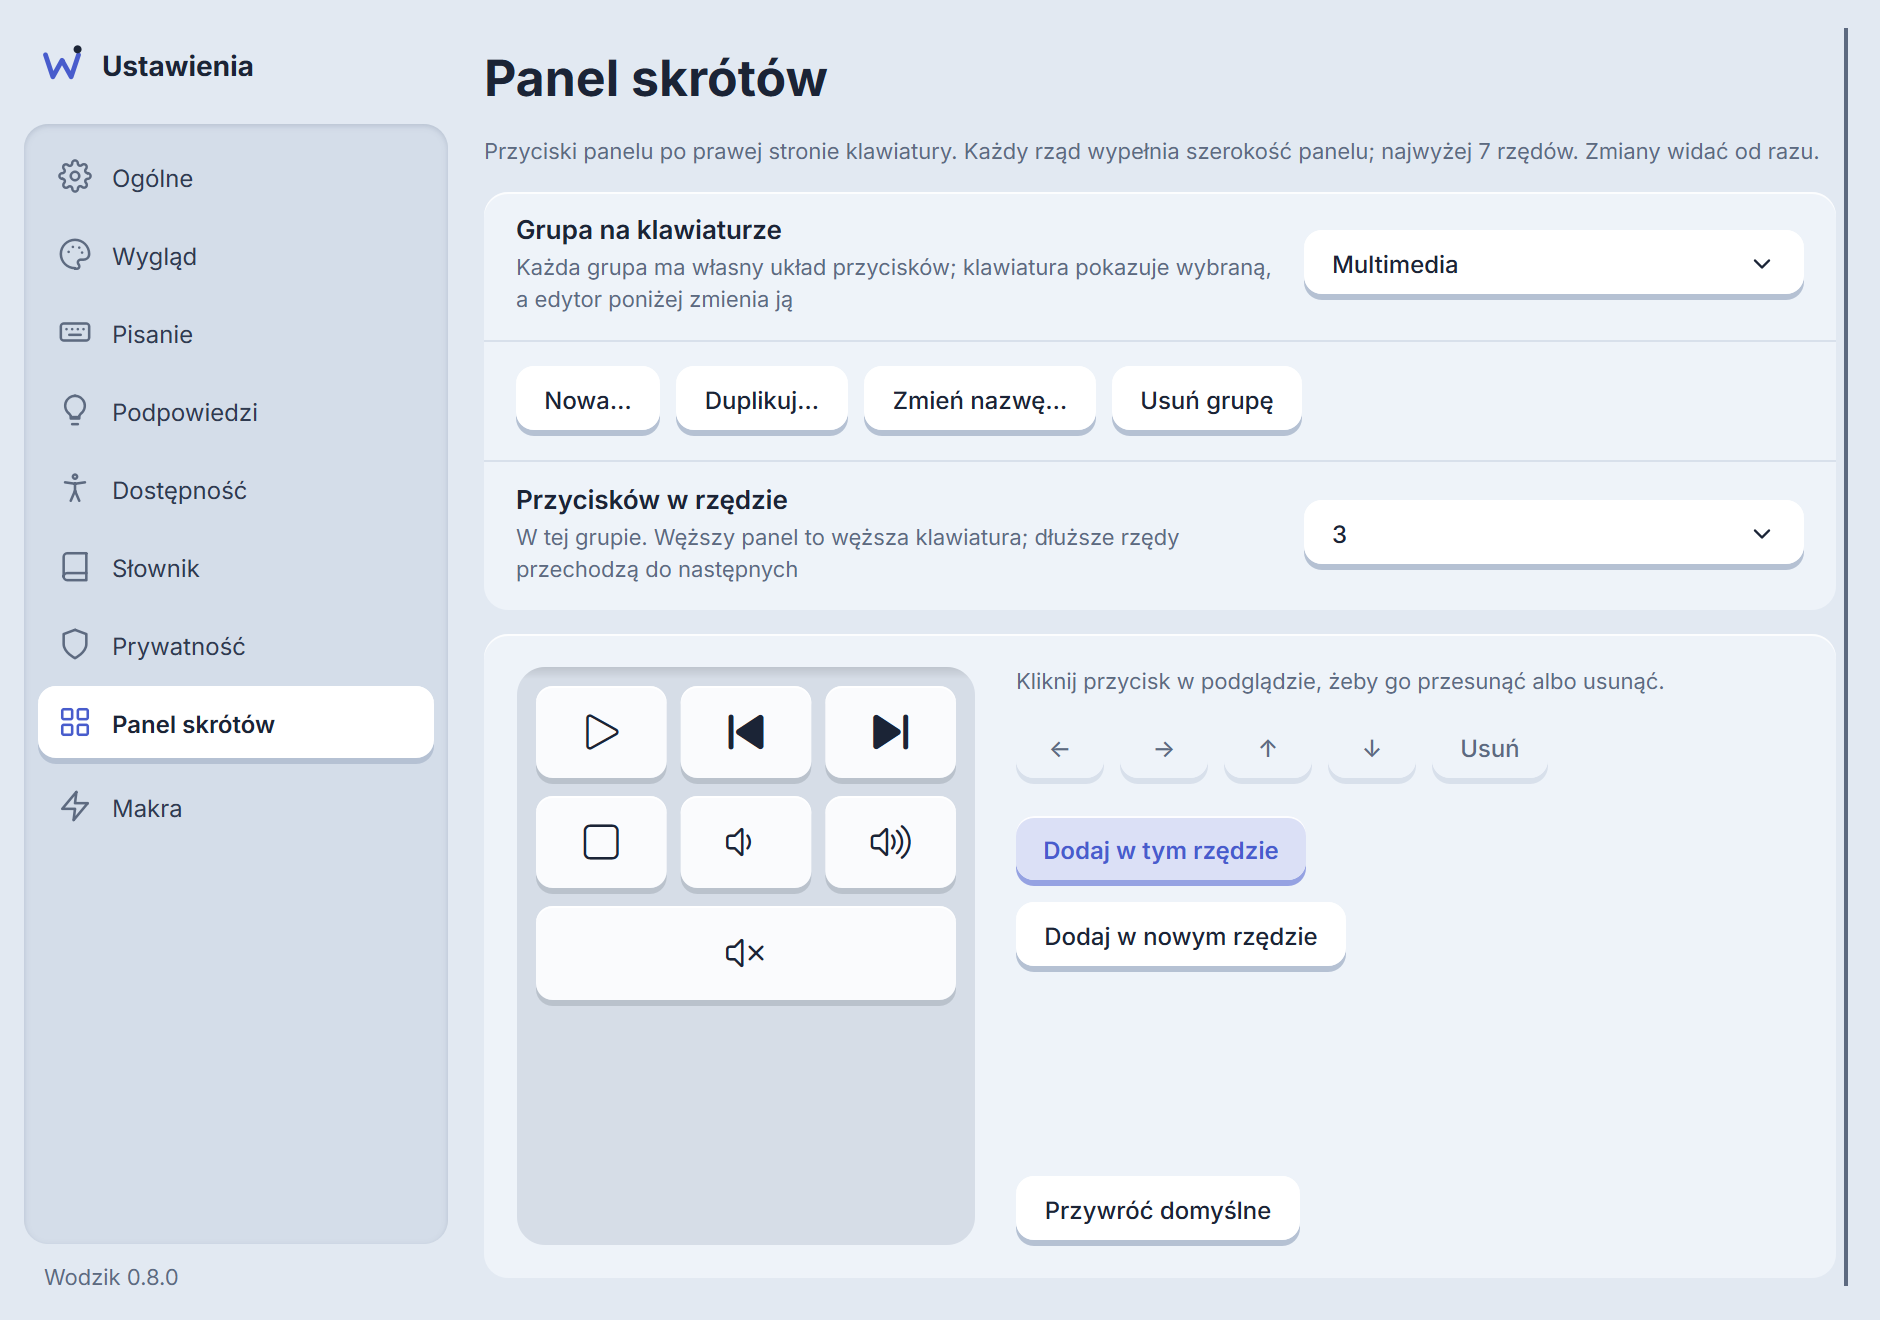 Ustawienia
Ogólne
Wygląd
Pisanie
Podpowiedzi
Dostępność
Słownik
Prywatność
Panel skrótów
Makra
Wodzik 0.8.0
Panel skrótów
Przyciski panelu po prawej stronie klawiatury. Każdy rząd wypełnia szerokość panelu; najwyżej 7 rzędów. Zmiany widać od razu.
Grupa na klawiaturze
Każda grupa ma własny układ przycisków; klawiatura pokazuje wybraną,
a edytor poniżej zmienia ją
Multimedia
Nowa...
Duplikuj...
Zmień nazwę...
Usuń grupę
Przycisków w rzędzie
W tej grupie. Węższy panel to węższa klawiatura; dłuższe rzędy
przechodzą do następnych
3
Kliknij przycisk w podglądzie, żeby go przesunąć albo usunąć.
← → ↑ ↓ Usuń
Dodaj w tym rzędzie
Dodaj w nowym rzędzie
Przywróć domyślne